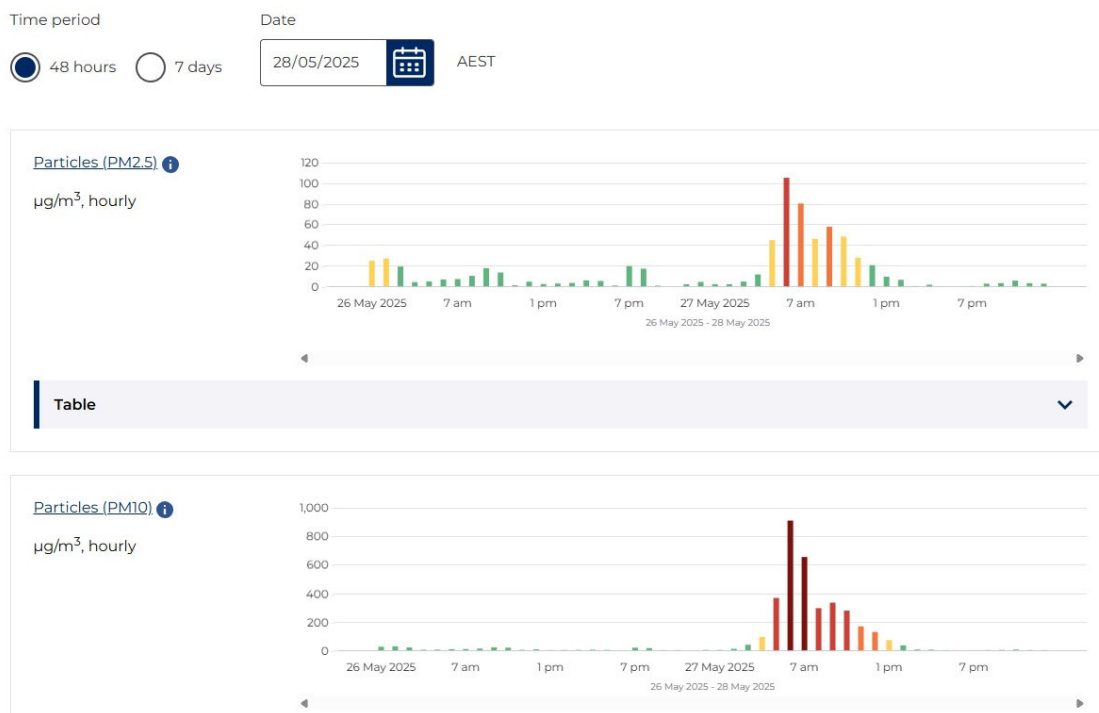 Time period
Date
48 hours
7 days
28/05/2025
AEST
Particles (PM2.5) i
µg/m³, hourly
120
100
80
60
40
20
0
26 May 2025 7 am 1 pm 7 pm 27 May 2025 7 am 1 pm 7 pm
26 May 2025 - 28 May 2025
Table
Particles (PM10) i
µg/m³, hourly
1,000
800
600
400
200
0
26 May 2025 7 am 1 pm 7 pm 27 May 2025 7 am 1 pm 7 pm
26 May 2025 - 28 May 2025